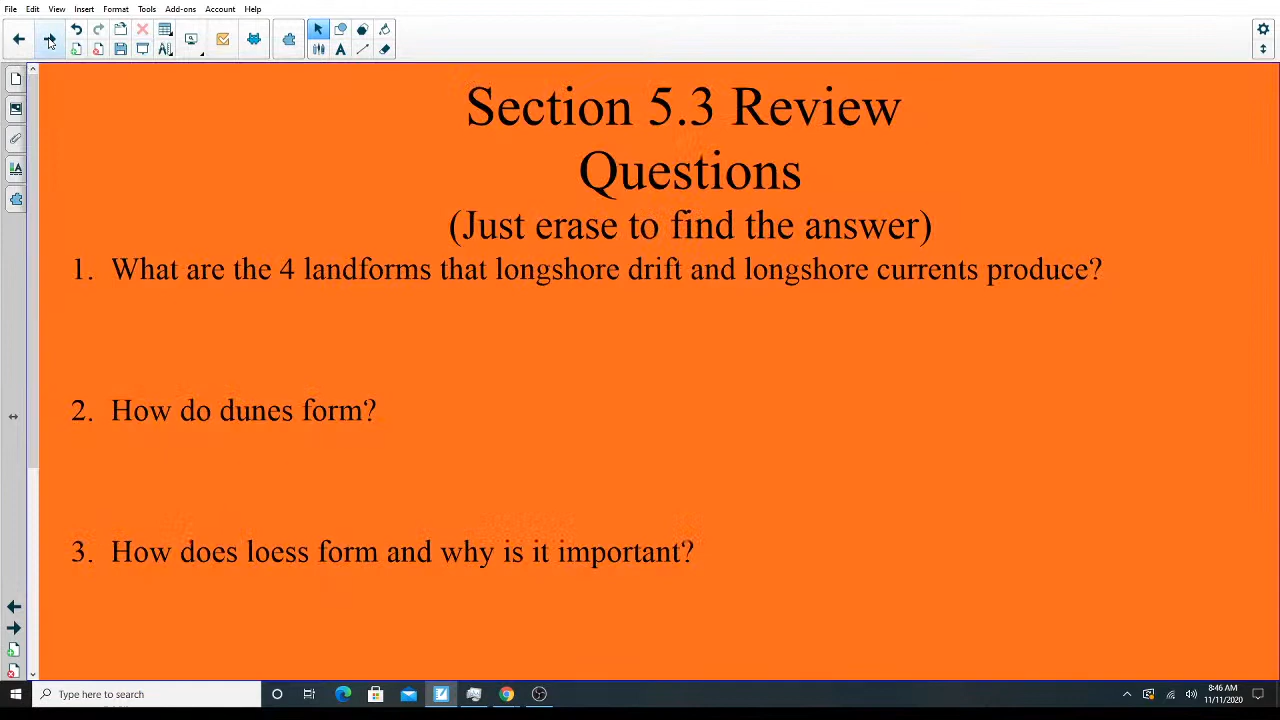 File Edit View Insert Format Tools Add-ons Account Help
Section 5.3 Review
Questions
(Just erase to find the answer)
1. What are the 4 landforms that longshore drift and longshore currents produce?
2. How do dunes form?
3. How does loess form and why is it important?
Type here to search
8:46 AM
11/11/2020